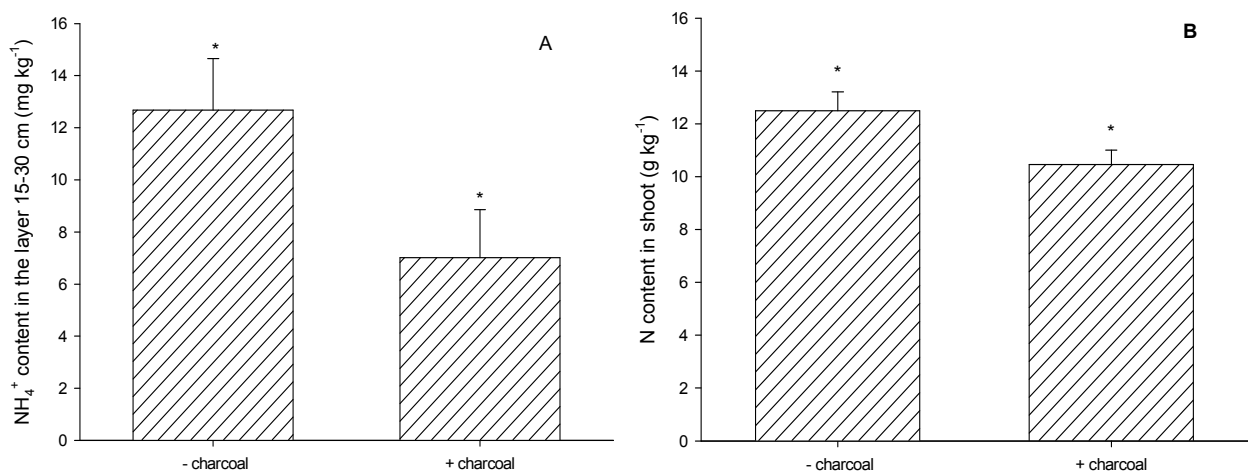 A
NH₄⁺ content in the layer 15-30 cm (mg kg⁻¹)
16
14
12
10
8
6
4
2
0
*
*
- charcoal
+ charcoal
B
N content in shoot (g kg⁻¹)
16
14
12
10
8
6
4
2
0
*
*
- charcoal
+ charcoal